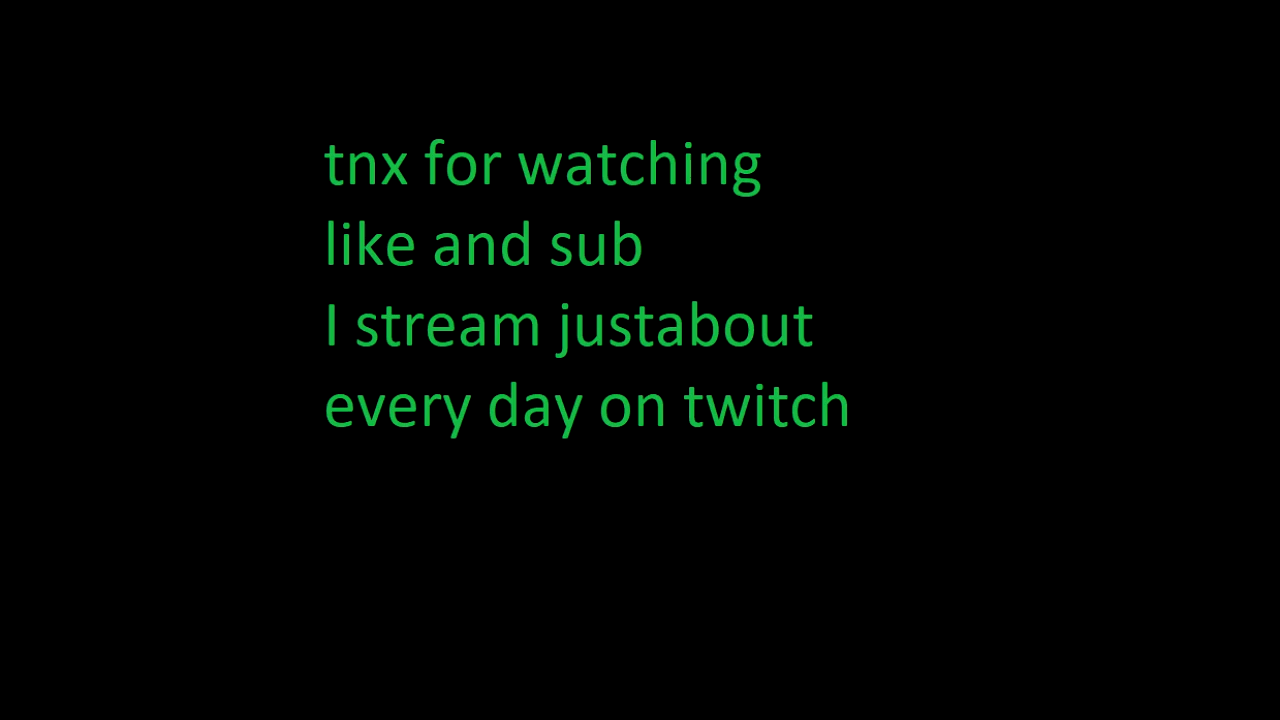 tnx for watching
like and sub
I stream justabout
every day on twitch